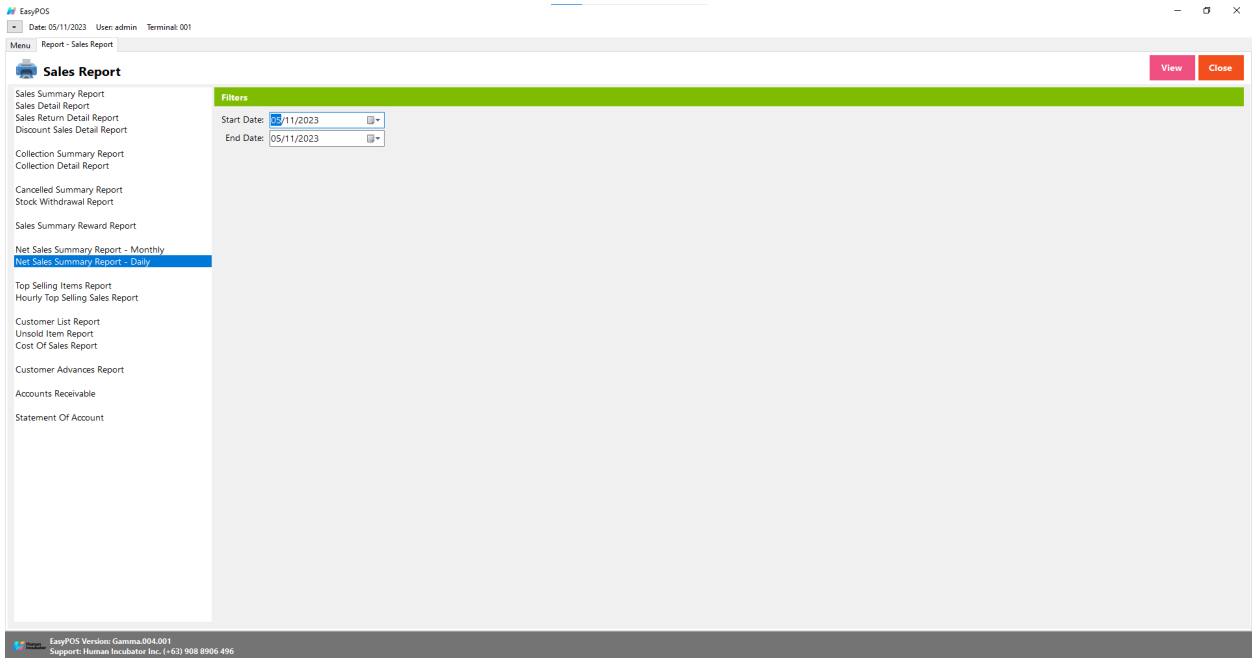 EasyPOS
Date: 05/11/2023 User: admin Terminal: 001
Menu Report - Sales Report
Sales Report
View Close
Sales Summary Report
Sales Detail Report
Sales Return Detail Report
Discount Sales Detail Report
Collection Summary Report
Collection Detail Report
Cancelled Summary Report
Stock Withdrawal Report
Sales Summary Reward Report
Net Sales Summary Report - Monthly
Net Sales Summary Report - Daily
Top Selling Items Report
Hourly Top Selling Sales Report
Customer List Report
Unsold Item Report
Cost Of Sales Report
Customer Advances Report
Accounts Receivable
Statement Of Account
Filters
Start Date: 05/11/2023
End Date: 05/11/2023
Human
Incubator
EasyPOS Version: Gamma.004.001
Support: Human Incubator Inc. (+63) 908 8906 496